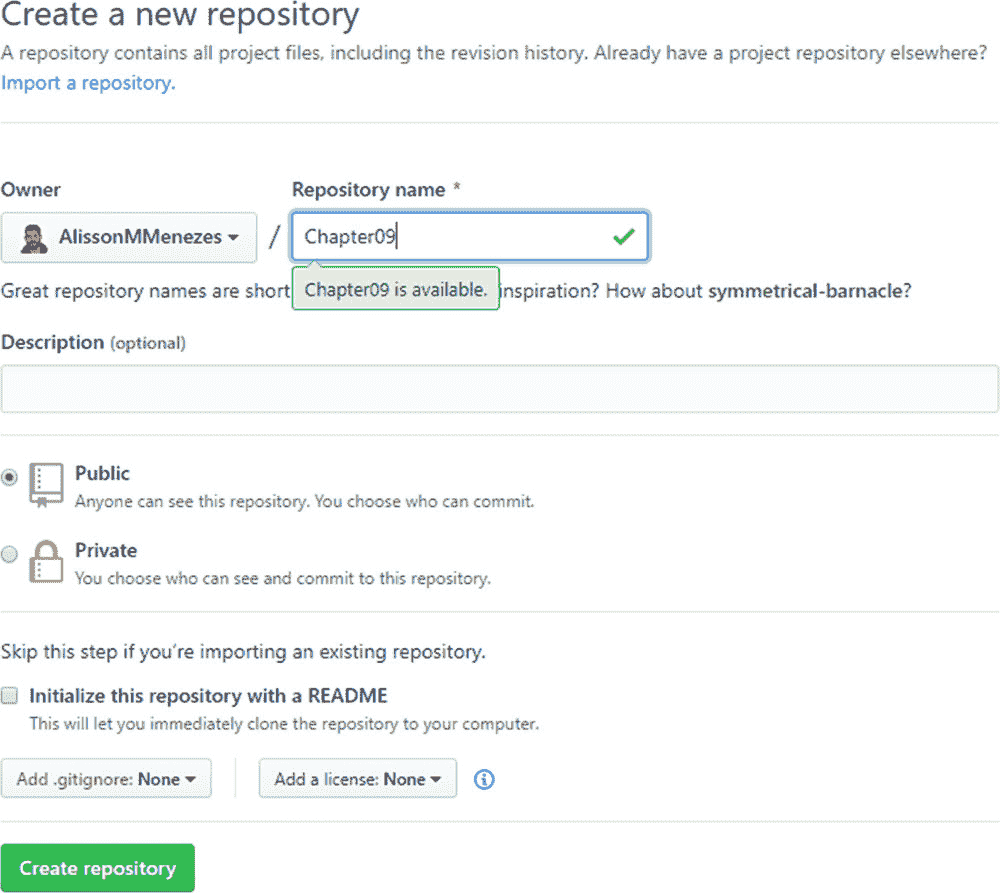 Create a new repository
A repository contains all project files, including the revision history. Already have a project repository elsewhere?
Import a repository.
Owner
Repository name *
AlissonMMenezes
/
Chapter09
Great repository names are short
Chapter09 is available.
inspiration? How about symmetrical-barnacle?
Description (optional)
Public
Anyone can see this repository. You choose who can commit.
Private
You choose who can see and commit to this repository.
Skip this step if you’re importing an existing repository.
Initialize this repository with a README
This will let you immediately clone the repository to your computer.
Add .gitignore: None
Add a license: None
Create repository